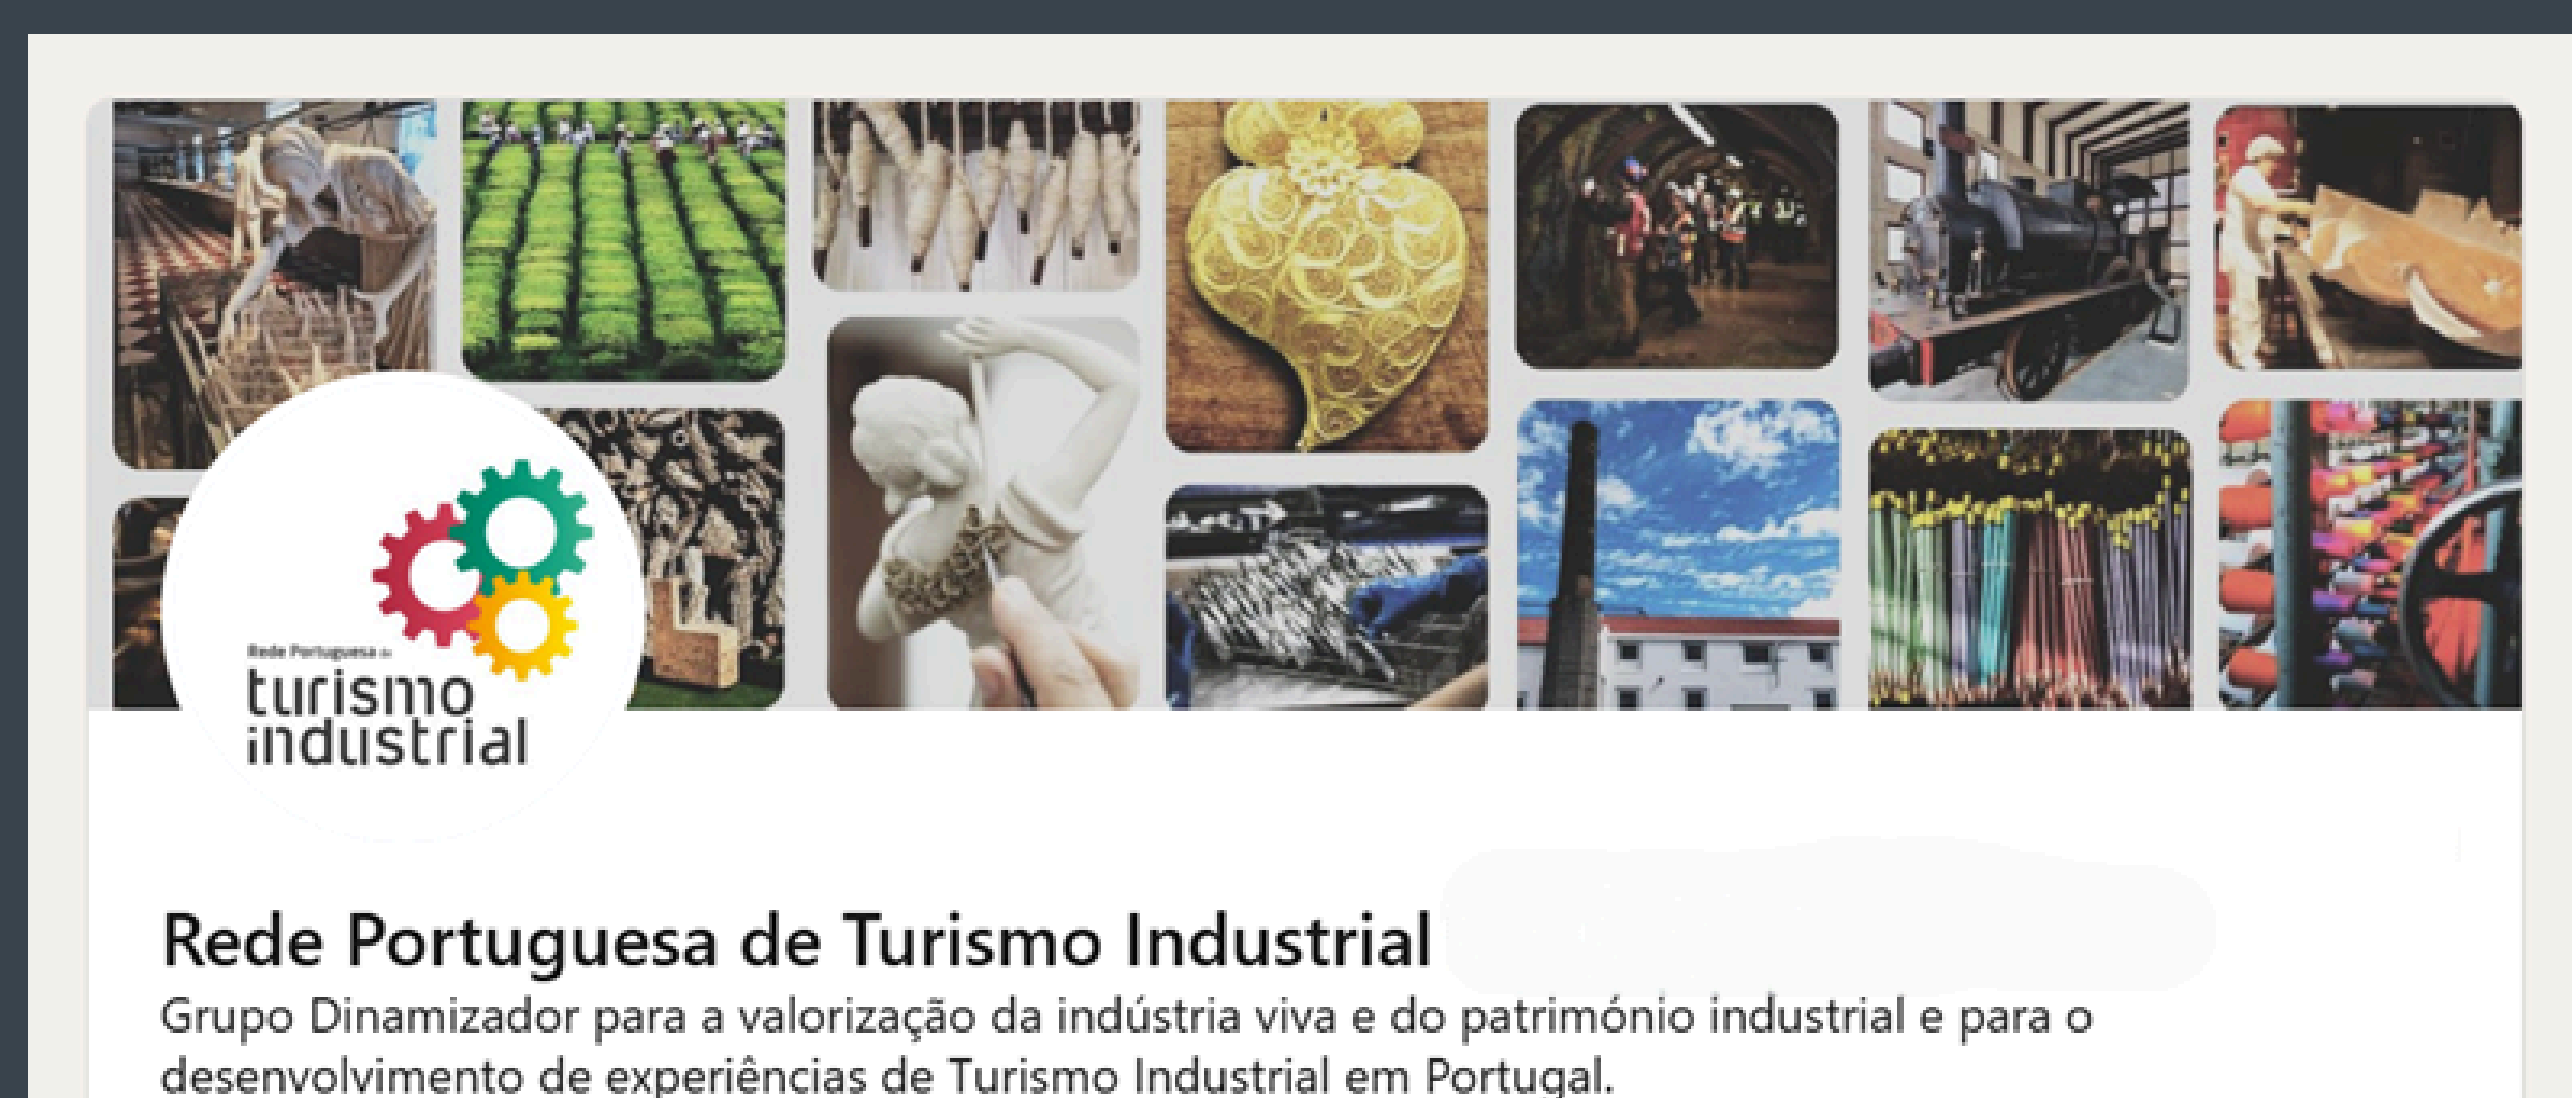 Rede Portuguesa de
turismo
industrial
Rede Portuguesa de Turismo Industrial
Grupo Dinamizador para a valorização da indústria viva e do património industrial e para o
desenvolvimento de experiências de Turismo Industrial em Portugal.